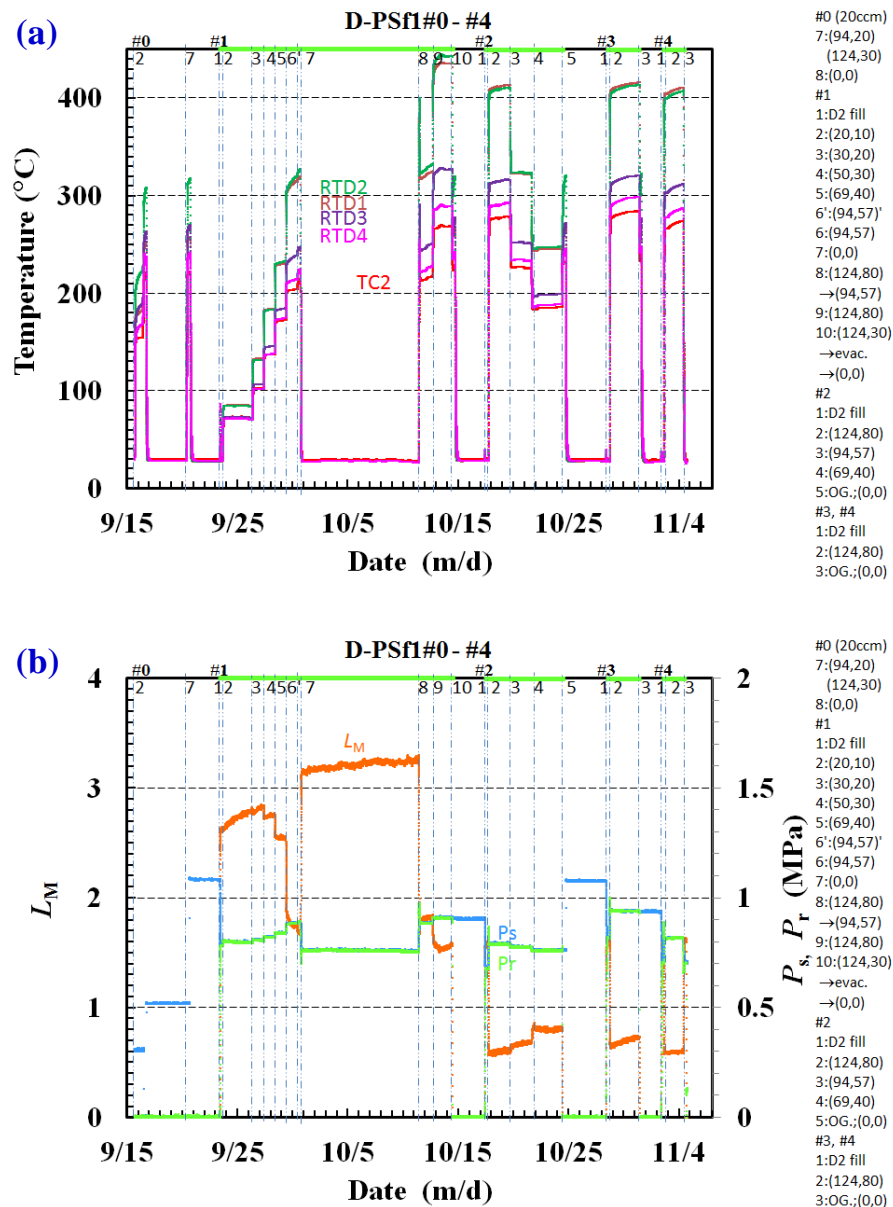 (a)
D-PSf1#0 - #4
#0 #1 #2 #3 #4
2 7 1 2 3 4 5 6' 7 8 9 10 1 2 3 4 5 1 2 3 1 2 3
Temperature (°C)
400
300
200
100
0
RTD2
RTD1
RTD3
RTD4
TC2
9/15 9/25 10/5 10/15 10/25 11/4
Date (m/d)
#0 (20ccm)
7:(94,20)
(124,30)
8:(0,0)
#1
1:D2 fill
2:(20,10)
3:(30,20)
4:(50,30)
5:(69,40)
6':(94,57)'
6:(94,57)
7:(0,0)
8:(124,80)
→(94,57)
9:(124,80)
10:(124,30)
→evac.
→(0,0)
#2
1:D2 fill
2:(124,80)
3:(94,57)
4:(69,40)
5:OG.;(0,0)
#3, #4
1:D2 fill
2:(124,80)
3:OG.;(0,0)
(b)
D-PSf1#0 - #4
#0 #1 #2 #3 #4
2 7 1 2 3 4 5 6' 7 8 9 10 1 2 3 4 5 1 2 3 1 2 3
L_M
4
3
2
1
0
L_M
Ps
Pr
2
1.5
1
0.5
0
P_s, P_r (MPa)
9/15 9/25 10/5 10/15 10/25 11/4
Date (m/d)
#0 (20ccm)
7:(94,20)
(124,30)
8:(0,0)
#1
1:D2 fill
2:(20,10)
3:(30,20)
4:(50,30)
5:(69,40)
6':(94,57)'
6:(94,57)
7:(0,0)
8:(124,80)
→(94,57)
9:(124,80)
10:(124,30)
→evac.
→(0,0)
#2
1:D2 fill
2:(124,80)
3:(94,57)
4:(69,40)
5:OG.;(0,0)
#3, #4
1:D2 fill
2:(124,80)
3:OG.;(0,0)